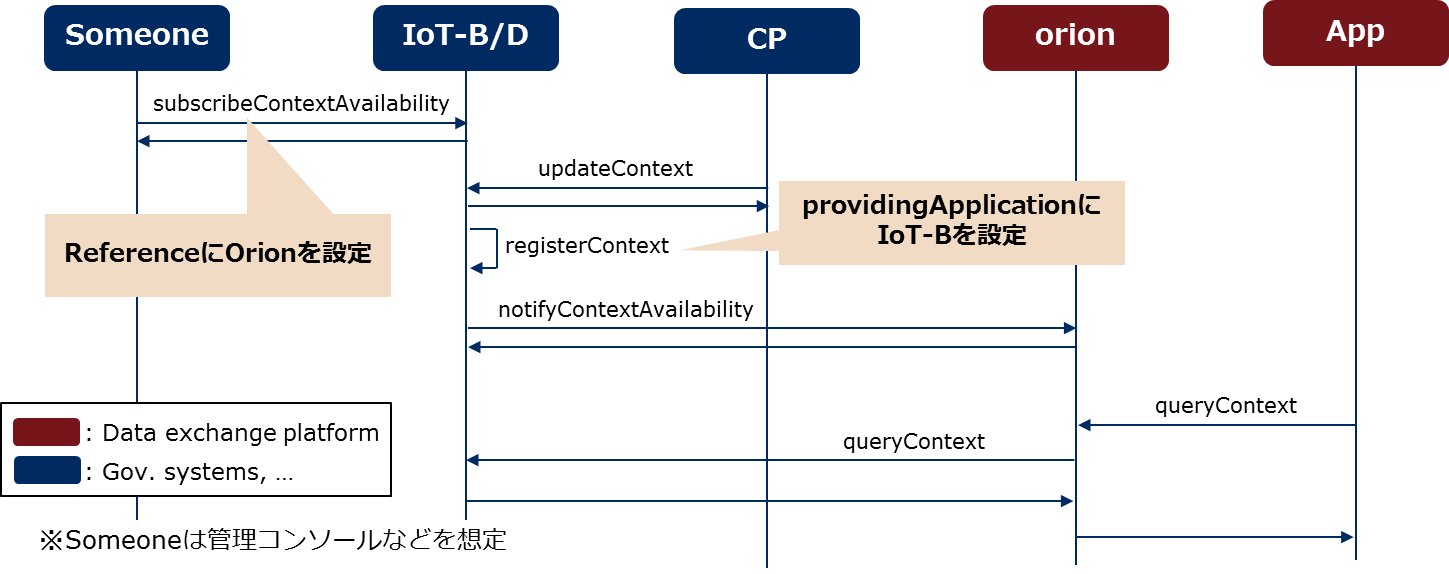 Someone
IoT-B/D
CP
orion
App
subscribeContextAvailability
updateContext
providingApplicationに
IoT-Bを設定
ReferenceにOrionを設定
registerContext
notifyContextAvailability
queryContext
queryContext
: Data exchange platform
: Gov. systems, …
※Someoneは管理コンソールなどを想定